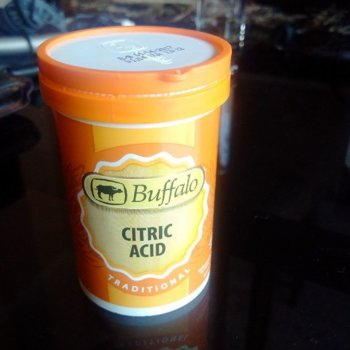 Buffalo
CITRIC
ACID
TRADITIONAL